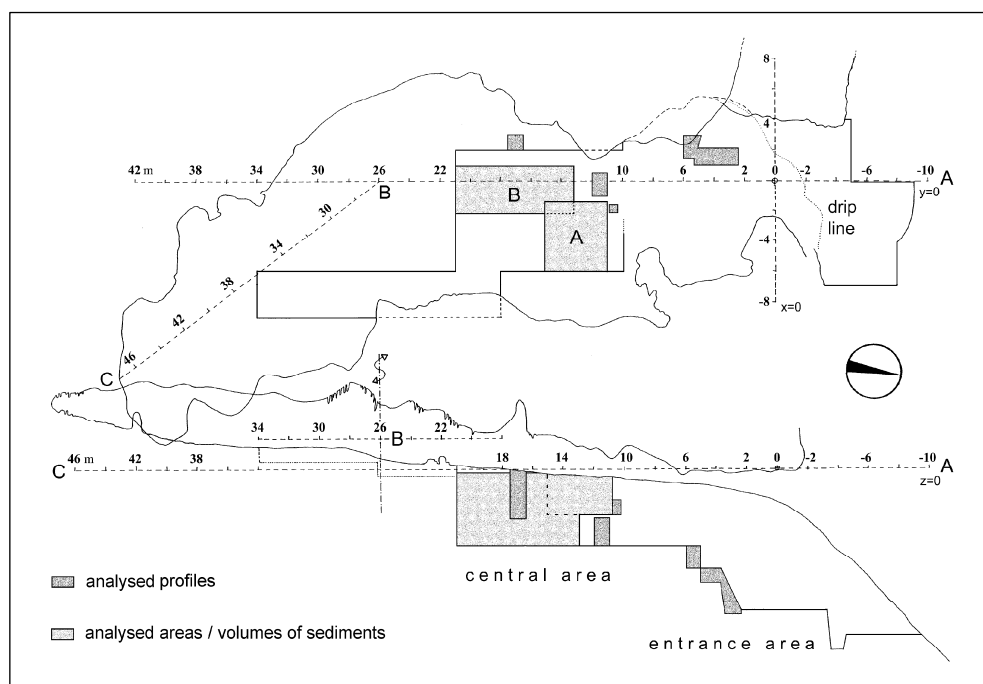 8
4
42 m 38 34 30 26 22 10 6 2 0 -2 -6 -10 A
B
y=0
B
30
A
drip
line
34
-4
38
-8
x=0
42
46
C
34 30 26 22
B
46 m 42 38 18 14 10 6 2 0 -2 -6 -10 A
C
z=0
analysed profiles
central area
analysed areas / volumes of sediments
entrance area